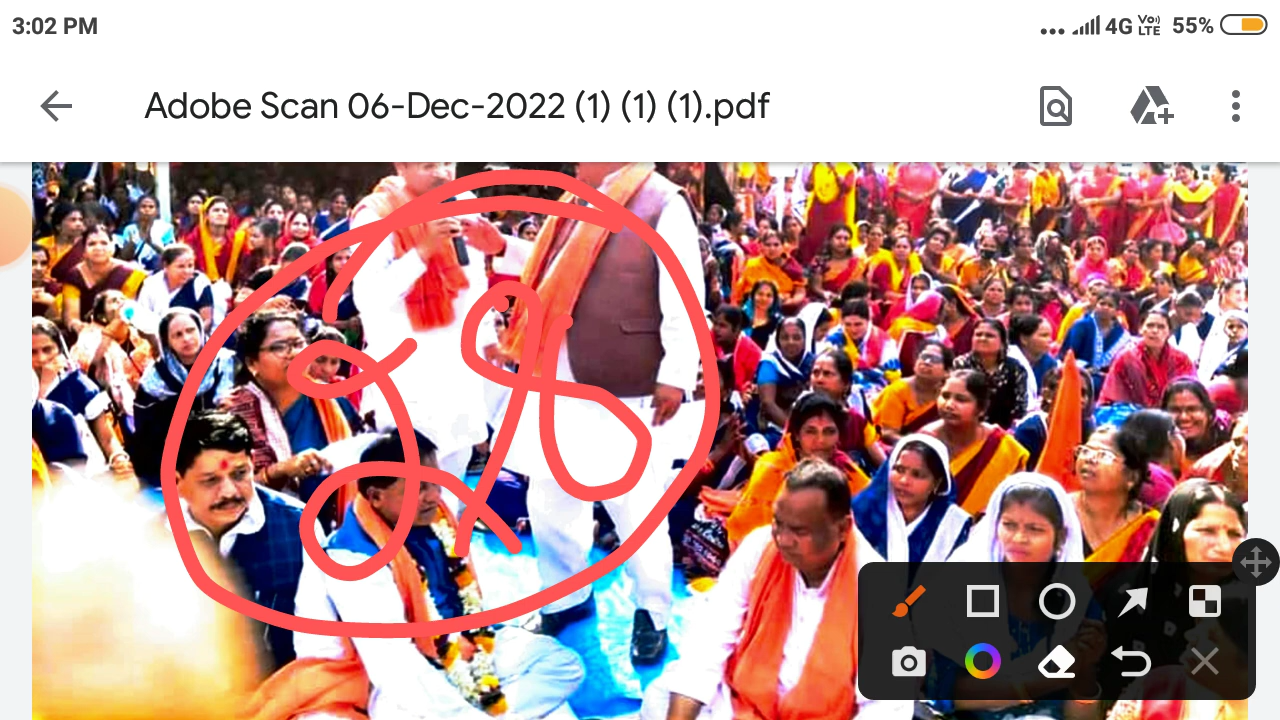 3:02 PM 4G Vo) LTE 55%
Adobe Scan 06-Dec-2022 (1) (1) (1).pdf